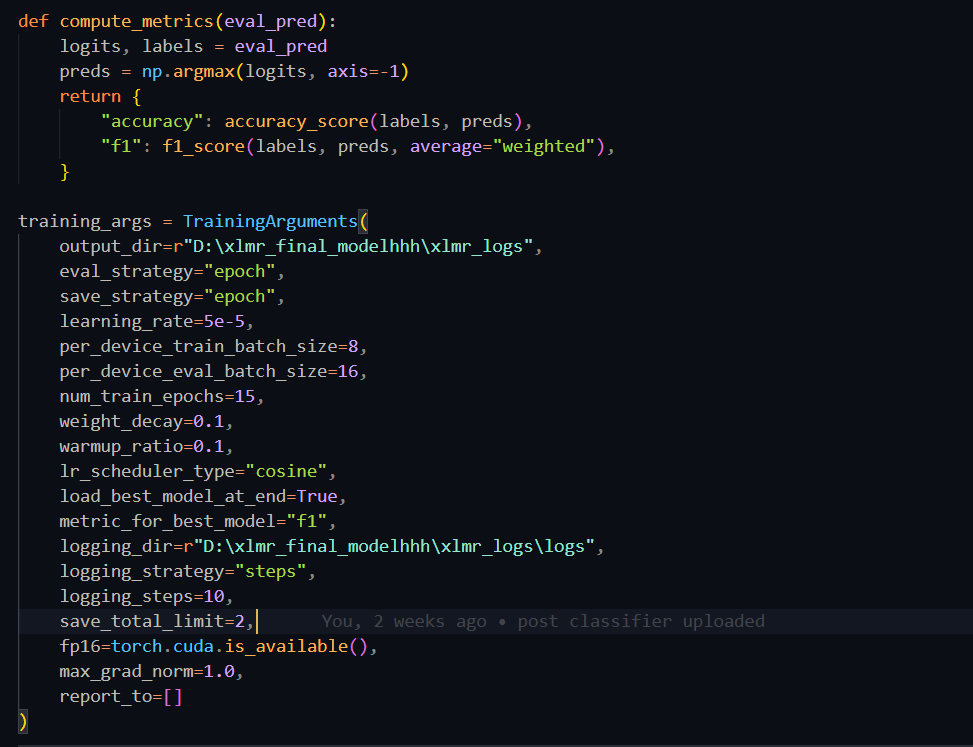 def compute_metrics(eval_pred):
    logits, labels = eval_pred
    preds = np.argmax(logits, axis=-1)
    return {
        "accuracy": accuracy_score(labels, preds),
        "f1": f1_score(labels, preds, average="weighted"),
    }

training_args = TrainingArguments(
    output_dir=r"D:\xlmr_final_modelhhh\xlmr_logs",
    eval_strategy="epoch",
    save_strategy="epoch",
    learning_rate=5e-5,
    per_device_train_batch_size=8,
    per_device_eval_batch_size=16,
    num_train_epochs=15,
    weight_decay=0.1,
    warmup_ratio=0.1,
    lr_scheduler_type="cosine",
    load_best_model_at_end=True,
    metric_for_best_model="f1",
    logging_dir=r"D:\xlmr_final_modelhhh\xlmr_logs\logs",
    logging_strategy="steps",
    logging_steps=10,
    save_total_limit=2, You, 2 weeks ago • post classifier uploaded
    fp16=torch.cuda.is_available(),
    max_grad_norm=1.0,
    report_to=[]
)